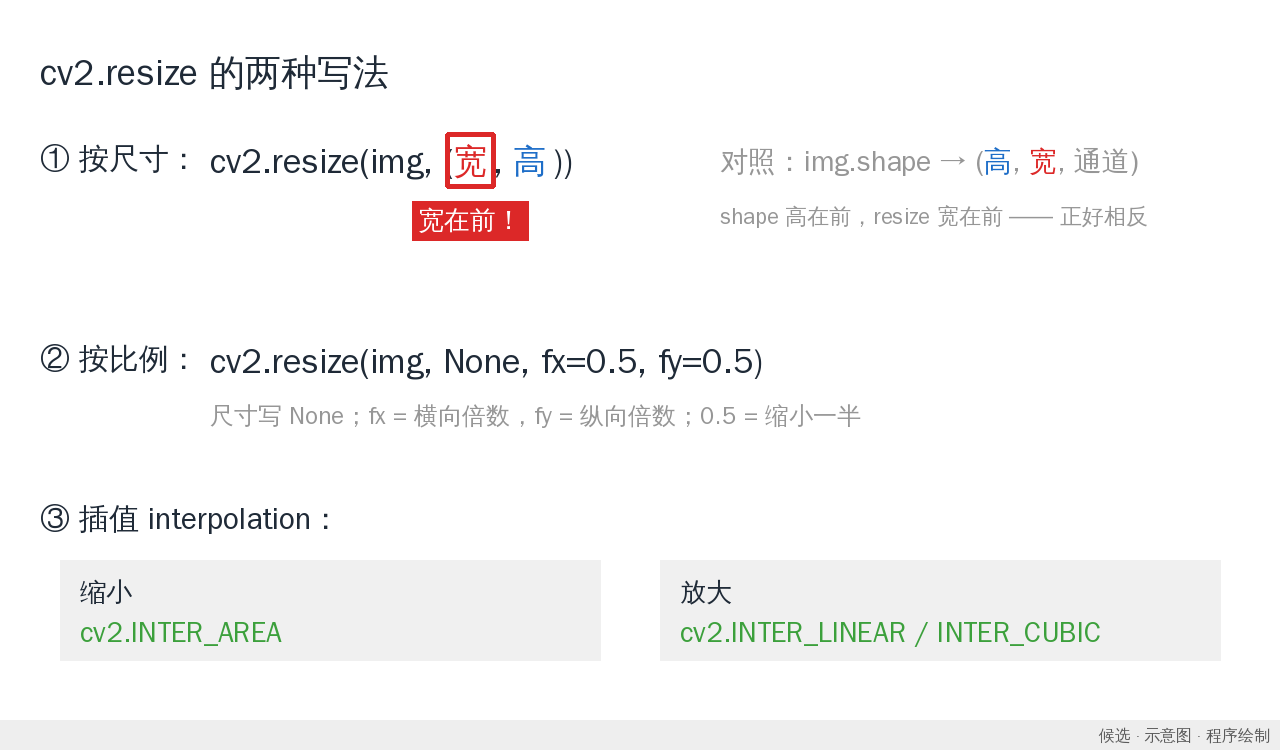 cv2.resize 的两种写法
① 按尺寸： cv2.resize(img, (宽, 高 ))
宽在前！
对照：img.shape → (高, 宽, 通道)
shape 高在前，resize 宽在前 —— 正好相反
② 按比例： cv2.resize(img, None, fx=0.5, fy=0.5)
尺寸写 None；fx = 横向倍数，fy = 纵向倍数；0.5 = 缩小一半
③ 插值 interpolation：
缩小
cv2.INTER_AREA
放大
cv2.INTER_LINEAR / INTER_CUBIC
候选 · 示意图 · 程序绘制